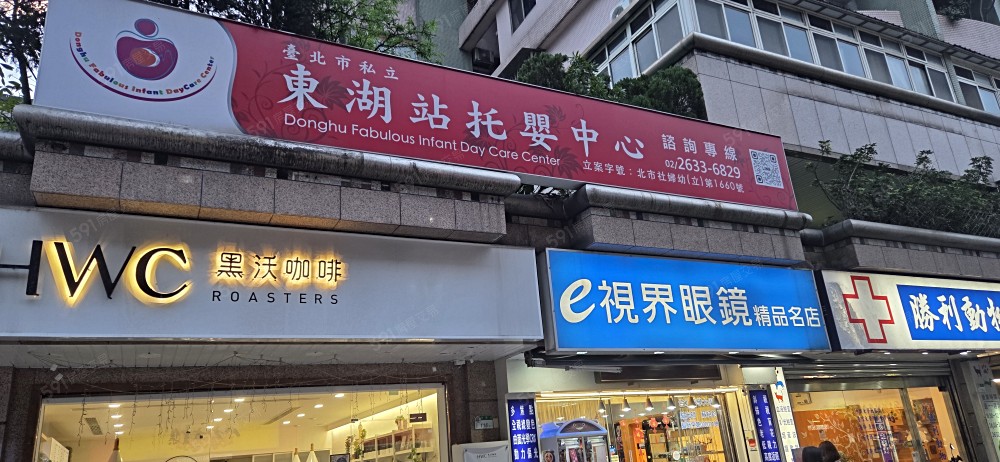 Donghu Fabulous Infant DayCare Center
臺北市私立
東湖站托嬰中心
Donghu Fabulous Infant Day Care Center
諮詢專線
02/2633-6829
立案字號：北市社婦幼(立)第1660號
HWC 黑沃咖啡
ROASTERS
e視界眼鏡精品名店
勝利動物